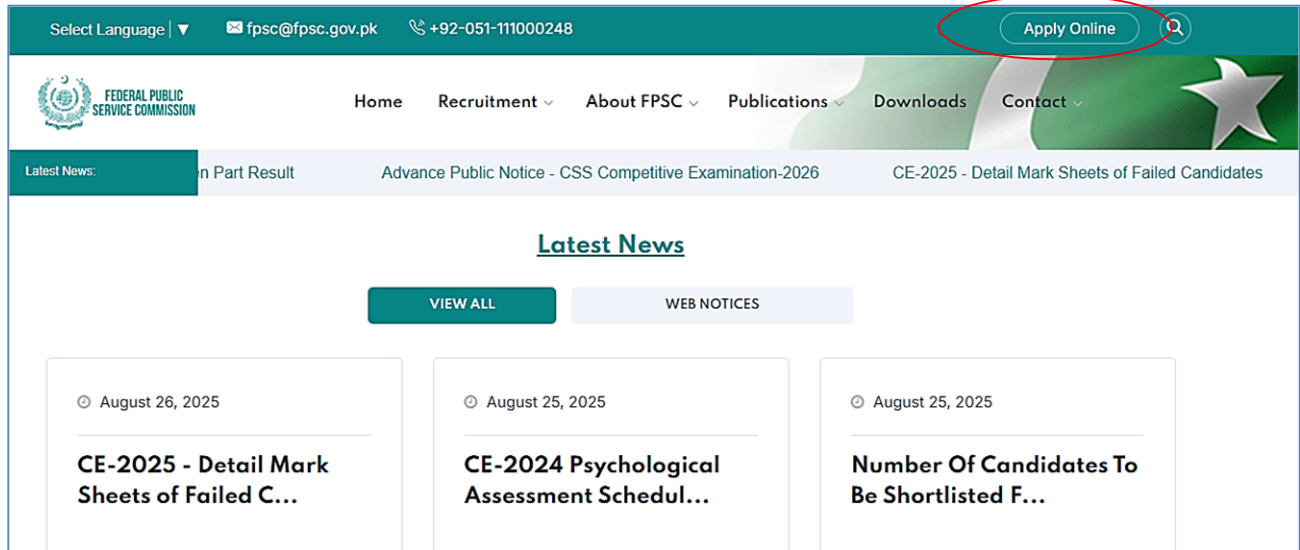 Select Language ▼ fpsc@fpsc.gov.pk +92-051-111000248 Apply Online
FEDERAL PUBLIC
SERVICE COMMISSION
Home Recruitment About FPSC Publications Downloads Contact
Latest News: n Part Result Advance Public Notice - CSS Competitive Examination-2026 CE-2025 - Detail Mark Sheets of Failed Candidates
Latest News
VIEW ALL WEB NOTICES
August 26, 2025
CE-2025 - Detail Mark
Sheets of Failed C...
August 25, 2025
CE-2024 Psychological
Assessment Schedul...
August 25, 2025
Number Of Candidates To
Be Shortlisted F...